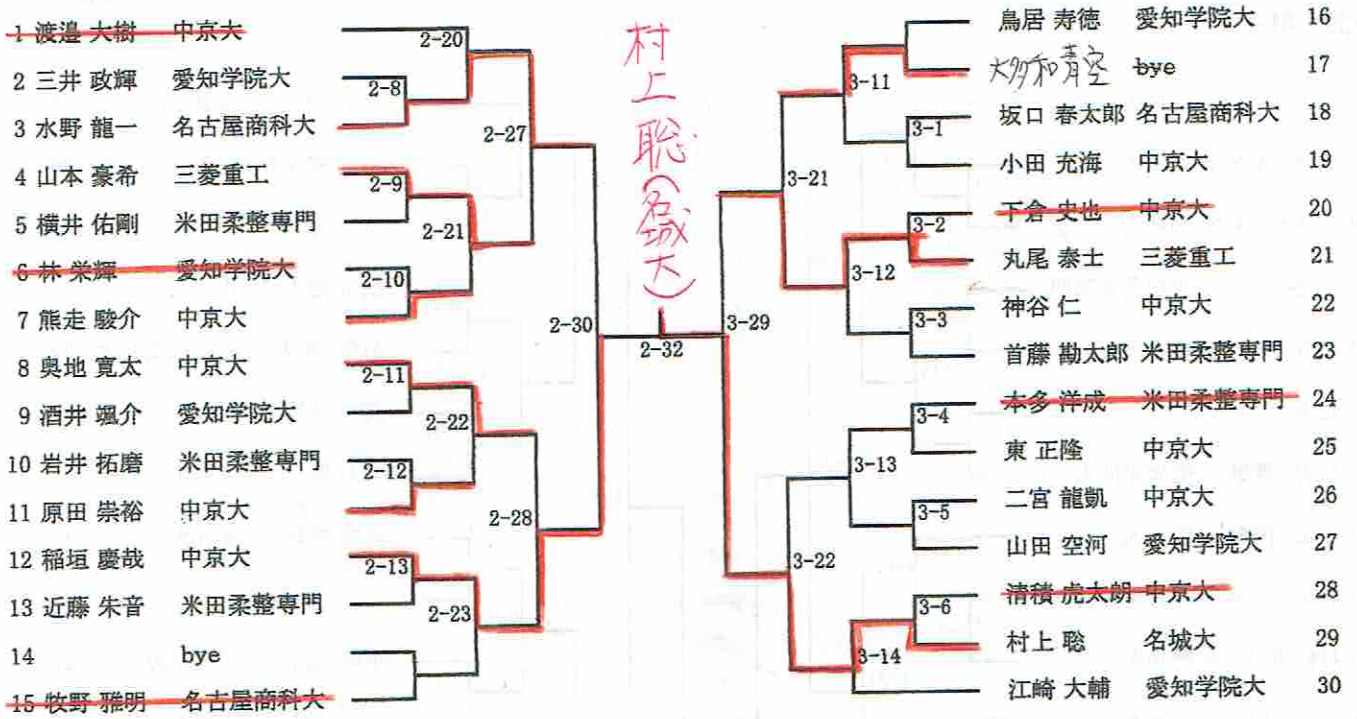 1 渡邉 大樹 中京大
2 三井 政輝 愛知学院大
3 水野 龍一 名古屋商科大
4 山本 豪希 三菱重工
5 横井 佑剛 米田柔整専門
6 林 栄輝 愛知学院大
7 熊走 駿介 中京大
8 奥地 寛太 中京大
9 酒井 颯介 愛知学院大
10 岩井 拓磨 米田柔整専門
11 原田 崇裕 中京大
12 稲垣 慶哉 中京大
13 近藤 朱音 米田柔整専門
14 bye
15 牧野 雅明 名古屋商科大
2-20
2-8
2-27
2-9
2-21
2-10
2-30
2-11
2-22
2-12
2-28
2-13
2-23
村上 聡(名城大)
2-32
3-11
3-1
3-21
3-2
3-12
3-3
3-29
3-4
3-13
3-5
3-22
3-6
3-14
鳥居 寿徳 愛知学院大 16
大多和青空 bye 17
坂口 春太郎 名古屋商科大 18
小田 充海 中京大 19
下倉 史也 中京大 20
丸尾 泰士 三菱重工 21
神谷 仁 中京大 22
首藤 勘太郎 米田柔整専門 23
本多 洋成 米田柔整専門 24
東 正隆 中京大 25
二宮 龍凱 中京大 26
山田 空河 愛知学院大 27
清積 虎太朗 中京大 28
村上 聡 名城大 29
江崎 大輔 愛知学院大 30